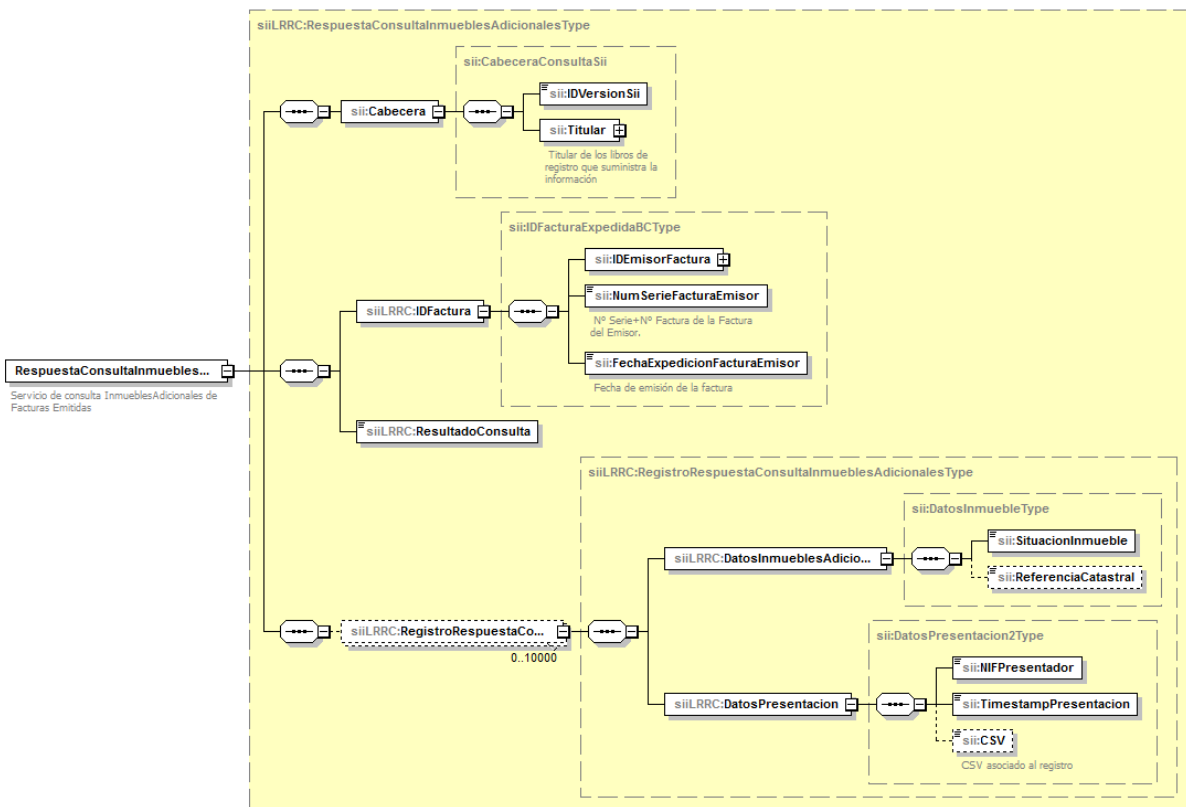 siiLRRC:RespuestaConsultaInmueblesAdicionalesType
sii:CabeceraConsultaSii
sii:Cabecera
sii:IDVersionSii
sii:Titular
Titular de los libros de
registro que suministra la
información
sii:IDFacturaExpedidaBCType
siiLRRC:IDFactura
sii:IDEmisorFactura
sii:NumSerieFacturaEmisor
Nº Serie+Nº Factura de la Factura
del Emisor.
sii:FechaExpedicionFacturaEmisor
Fecha de emisión de la factura
RespuestaConsultaInmuebles...
Servicio de consulta InmueblesAdicionales de
Facturas Emitidas
siiLRRC:ResultadoConsulta
siiLRRC:RegistroRespuestaConsultaInmueblesAdicionalesType
sii:DatosInmuebleType
siiLRRC:DatosInmueblesAdicio...
sii:SituacionInmueble
sii:ReferenciaCatastral
siiLRRC:RegistroRespuestaCo...
0..10000
sii:DatosPresentacion2Type
siiLRRC:DatosPresentacion
sii:NIFPresentador
sii:TimestampPresentacion
sii:CSV
CSV asociado al registro